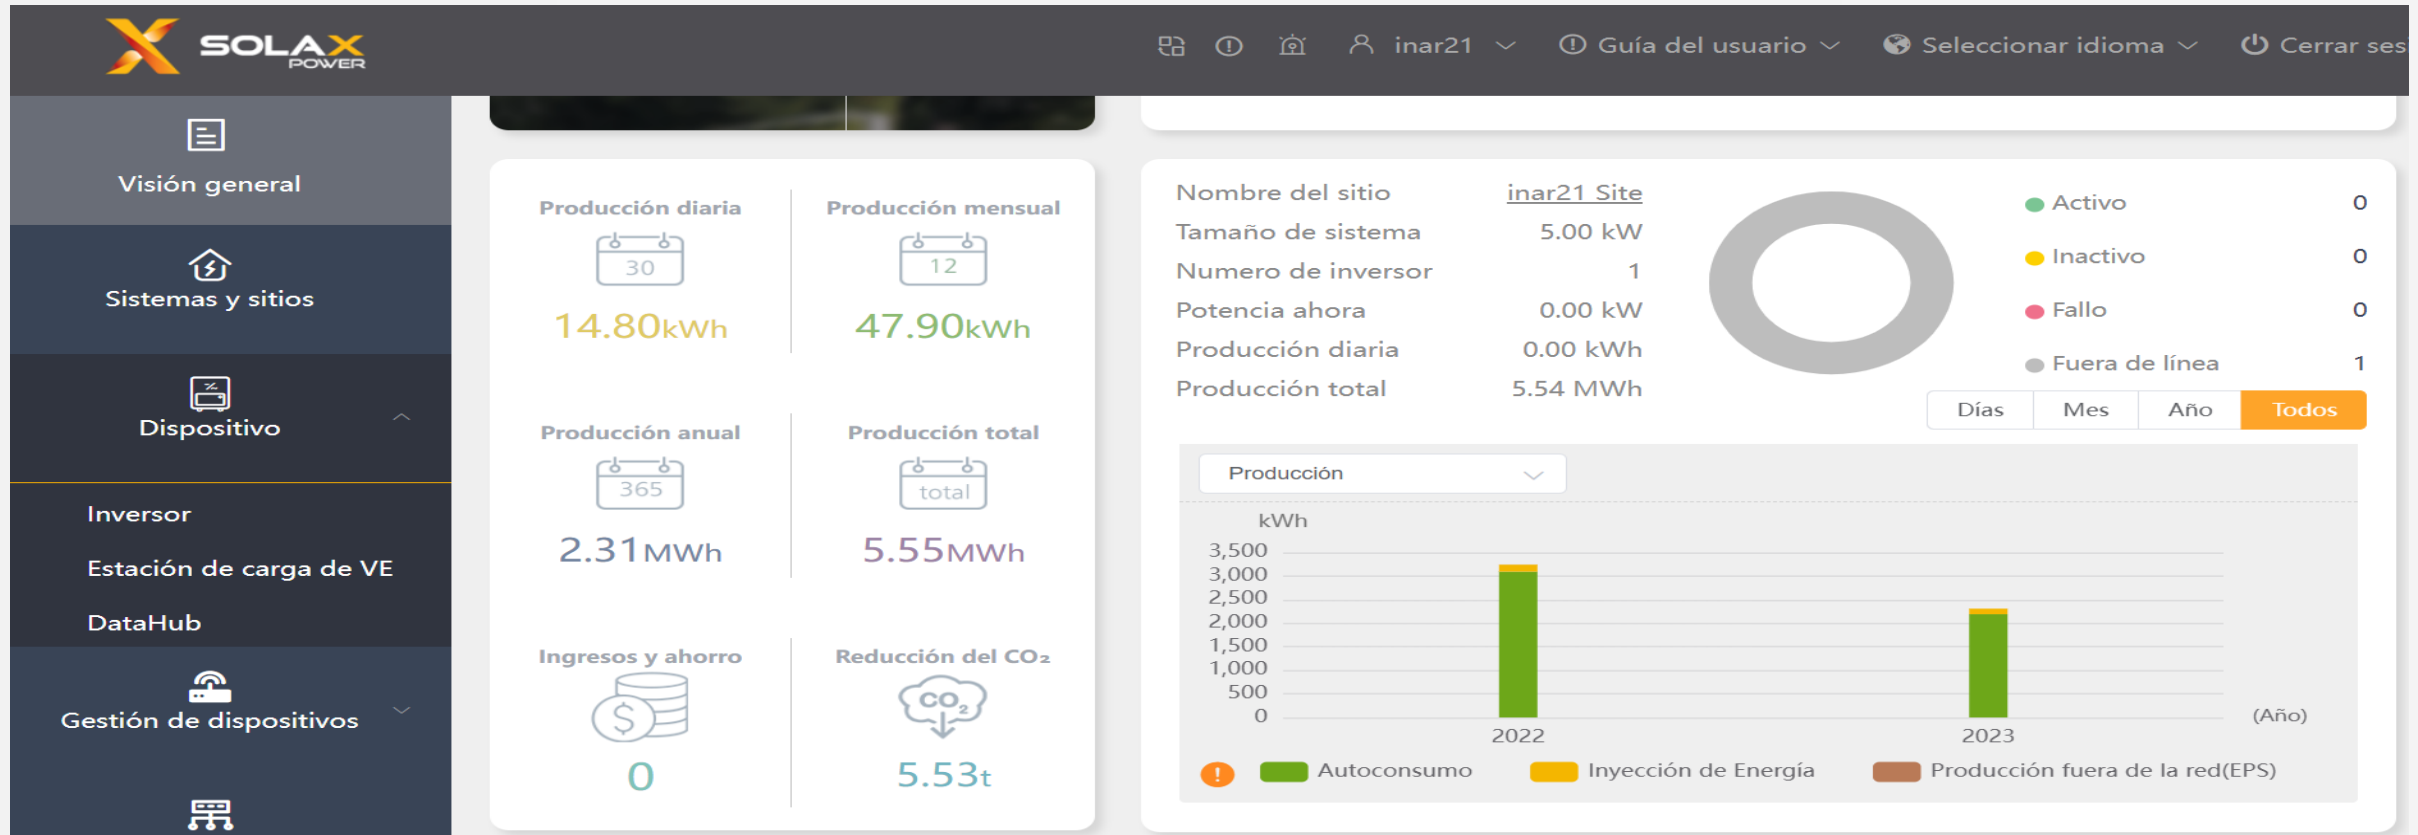 SOLAX
POWER
inar21
Guía del usuario
Seleccionar idioma
Cerrar ses
Visión general
Sistemas y sitios
Dispositivo
Inversor
Estación de carga de VE
DataHub
Gestión de dispositivos
Producción diaria
30
14.80kWh
Producción mensual
12
47.90kWh
Producción anual
365
2.31MWh
Producción total
total
5.55MWh
Ingresos y ahorro
$
0
Reducción del CO₂
CO₂
5.53t
Nombre del sitio inar21 Site
Tamaño de sistema 5.00 kW
Numero de inversor 1
Potencia ahora 0.00 kW
Producción diaria 0.00 kWh
Producción total 5.54 MWh
Activo 0
Inactivo 0
Fallo 0
Fuera de línea 1
Días Mes Año Todos
Producción
kWh
3,500
3,000
2,500
2,000
1,500
1,000
500
0
2022 2023
(Año)
Autoconsumo Inyección de Energía Producción fuera de la red(EPS)